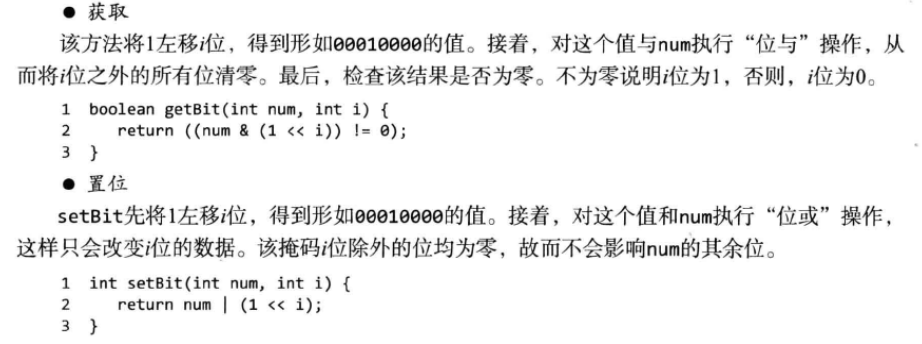 ● 获取
该方法将1左移i位，得到形如00010000的值。接着，对这个值与num执行“位与”操作，从
而将i位之外的所有位清零。最后，检查该结果是否为零。不为零说明i位为1，否则，i位为0。
1 boolean getBit(int num, int i) {
2 return ((num & (1 << i)) != 0);
3 }
● 置位
setBit先将1左移i位，得到形如00010000的值。接着，对这个值和num执行“位或”操作，
这样只会改变i位的数据。该掩码i位除外的位均为零，故而不会影响num的其余位。
1 int setBit(int num, int i) {
2 return num | (1 << i);
3 }